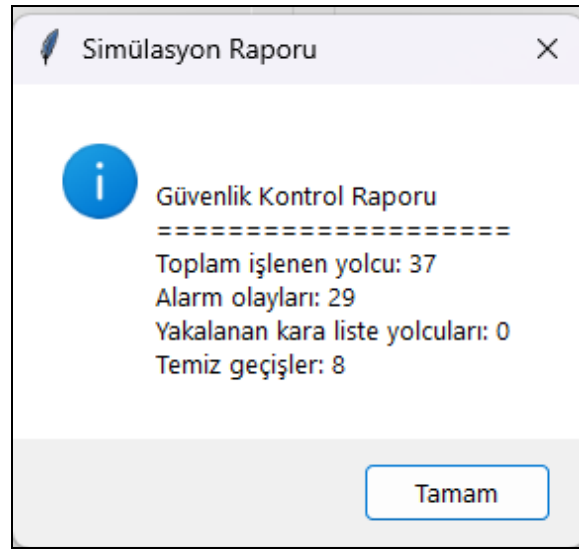 Simülasyon Raporu
Güvenlik Kontrol Raporu
====================
Toplam işlenen yolcu: 37
Alarm olayları: 29
Yakalanan kara liste yolcuları: 0
Temiz geçişler: 8
Tamam